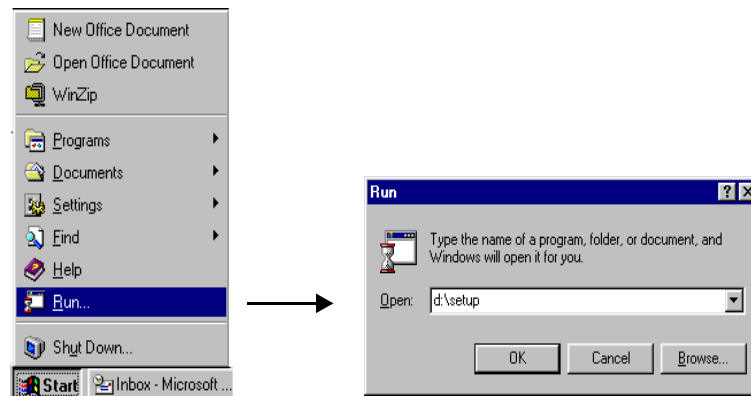 New Office Document
Open Office Document
WinZip
Programs
Documents
Settings
Find
Help
Run...
Shut Down...
Start Inbox - Microsoft ...
Run
Type the name of a program, folder, or document, and
Windows will open it for you.
Open: d:\setup
OK Cancel Browse...